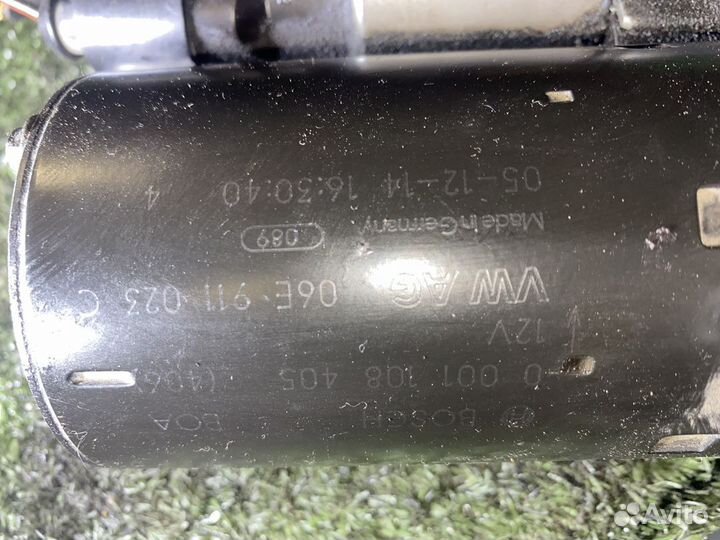 BOSCH EOA
0 001 108 405
12V
VW AG 06E 911 023 C
Made in Germany 089
05-12-14 16:30:40 4
Avito